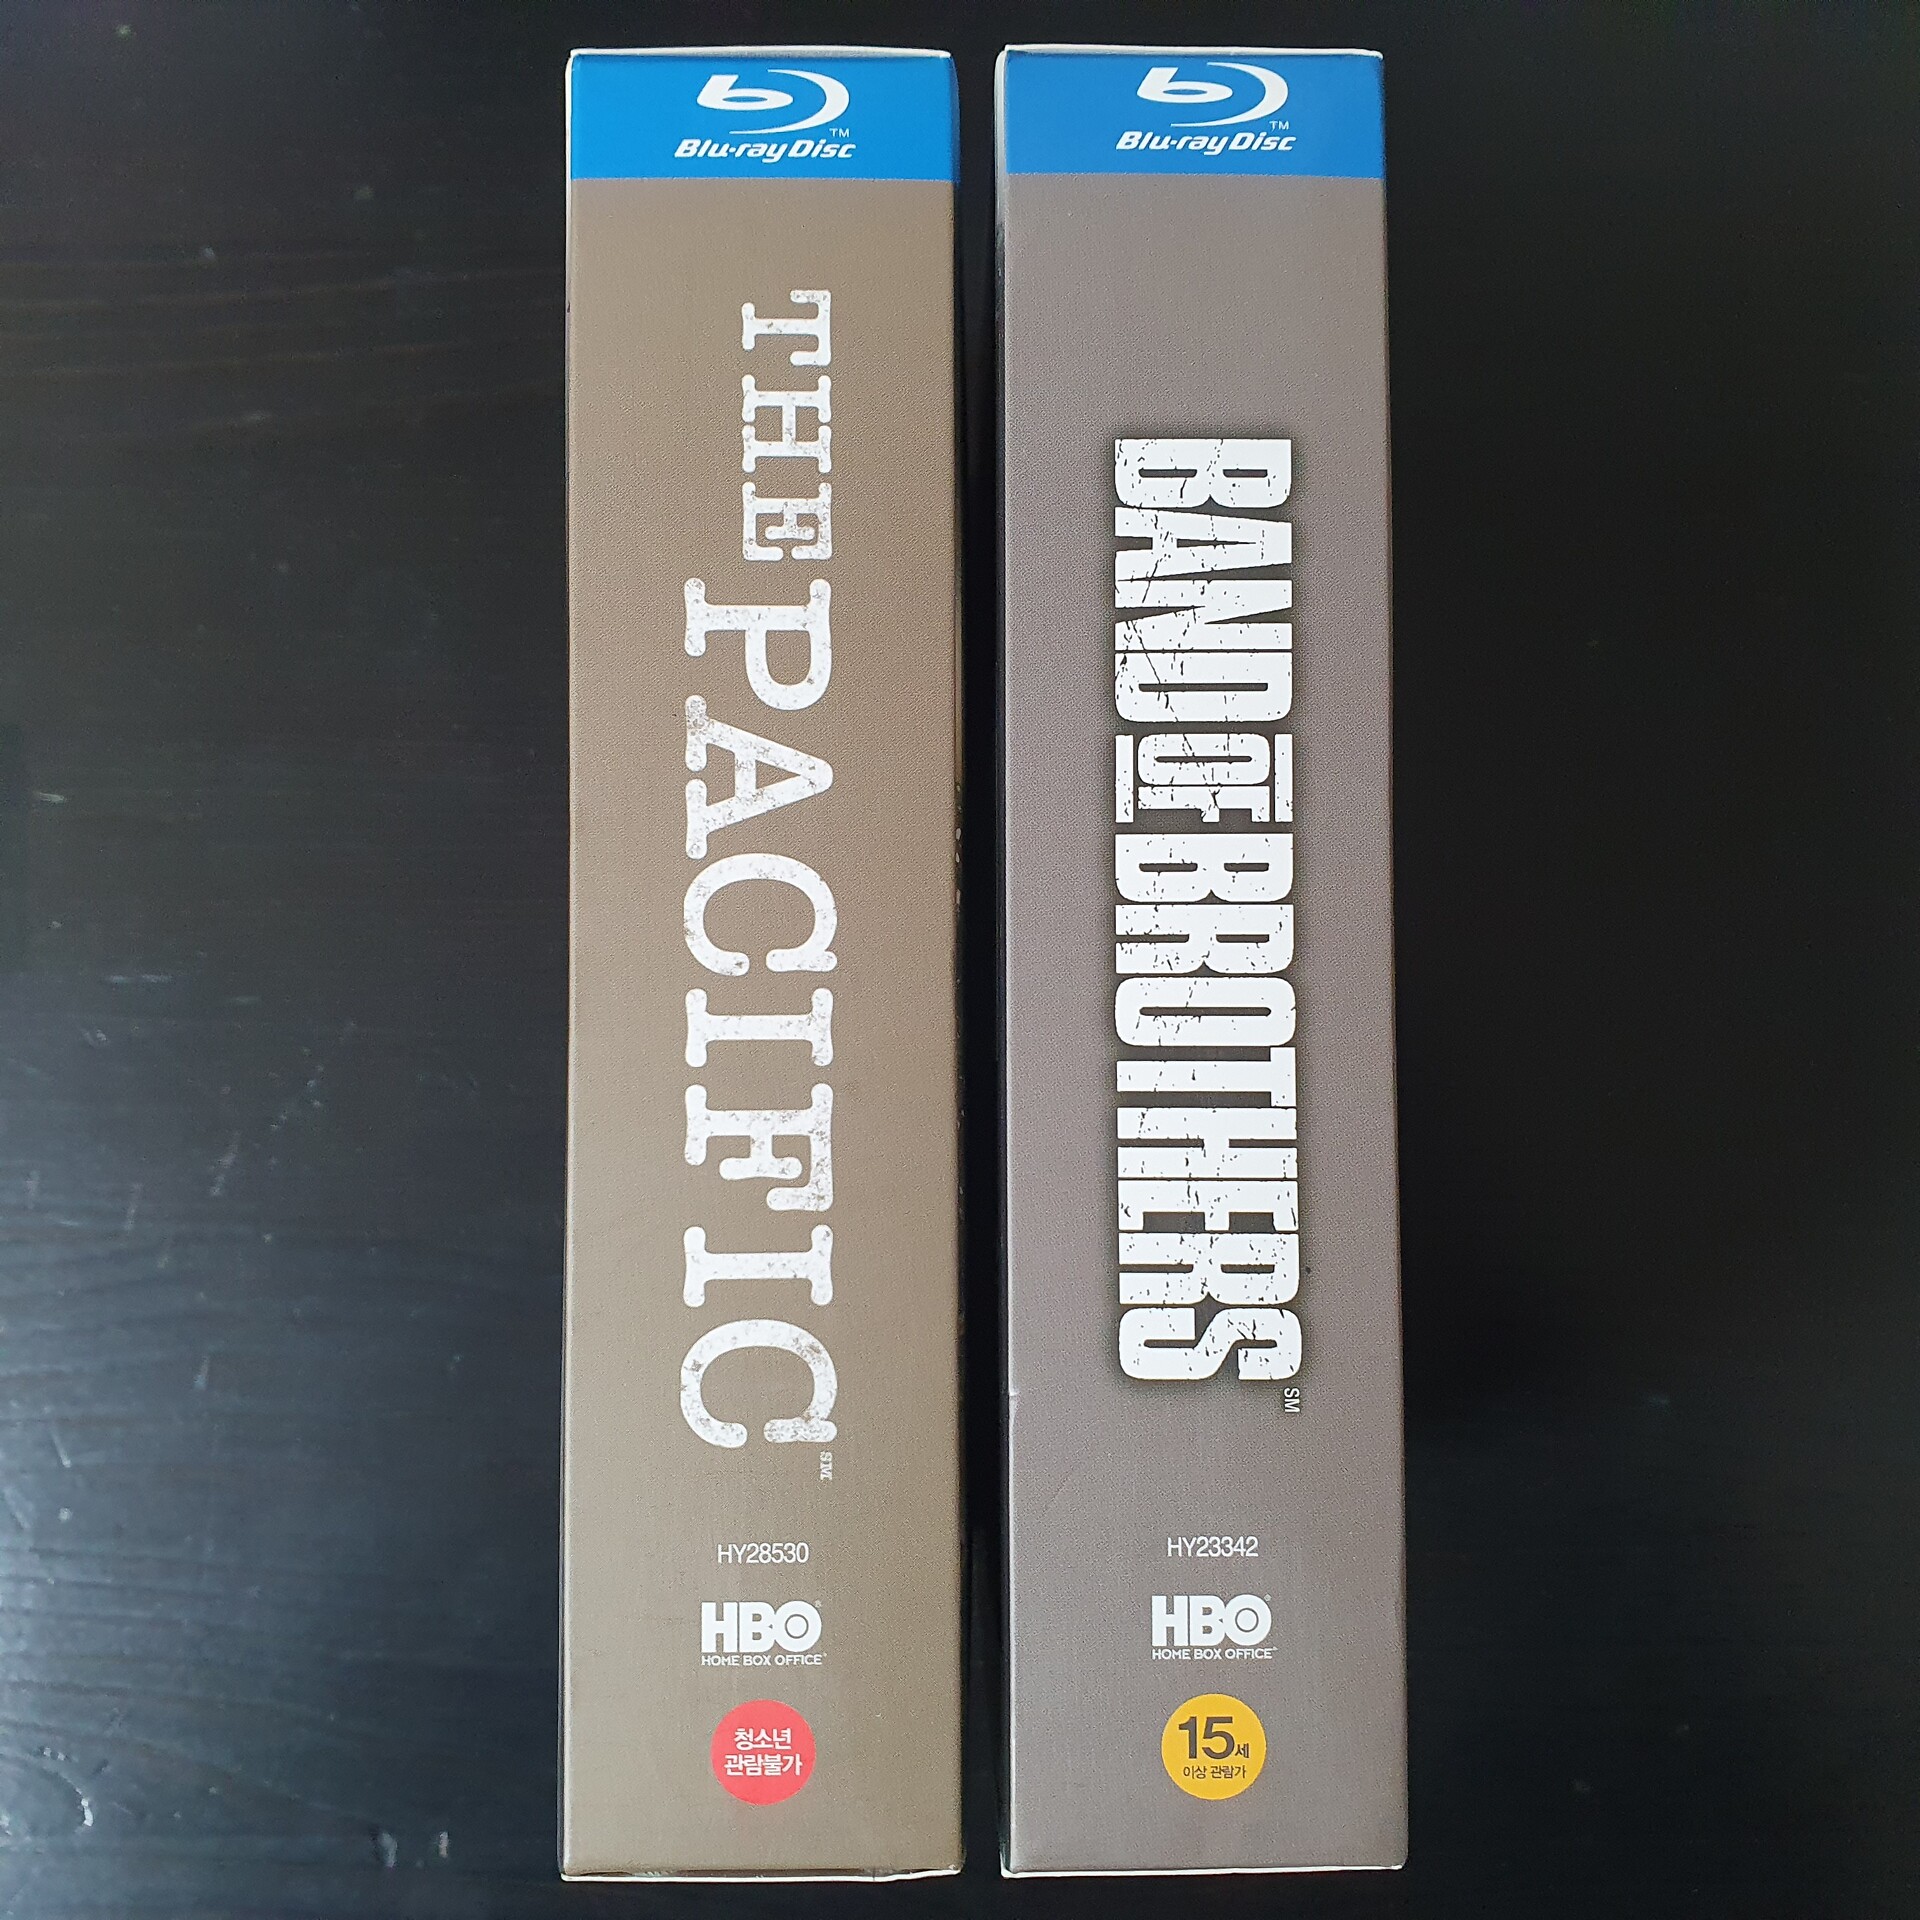 Blu-ray Disc
TM
THE PACIFIC
SM
HY28530
HBO®
HOME BOX OFFICE®
청소년
관람불가
Blu-ray Disc
TM
BAND OF BROTHERS
SM
HY23342
HBO®
HOME BOX OFFICE®
15세
이상 관람가